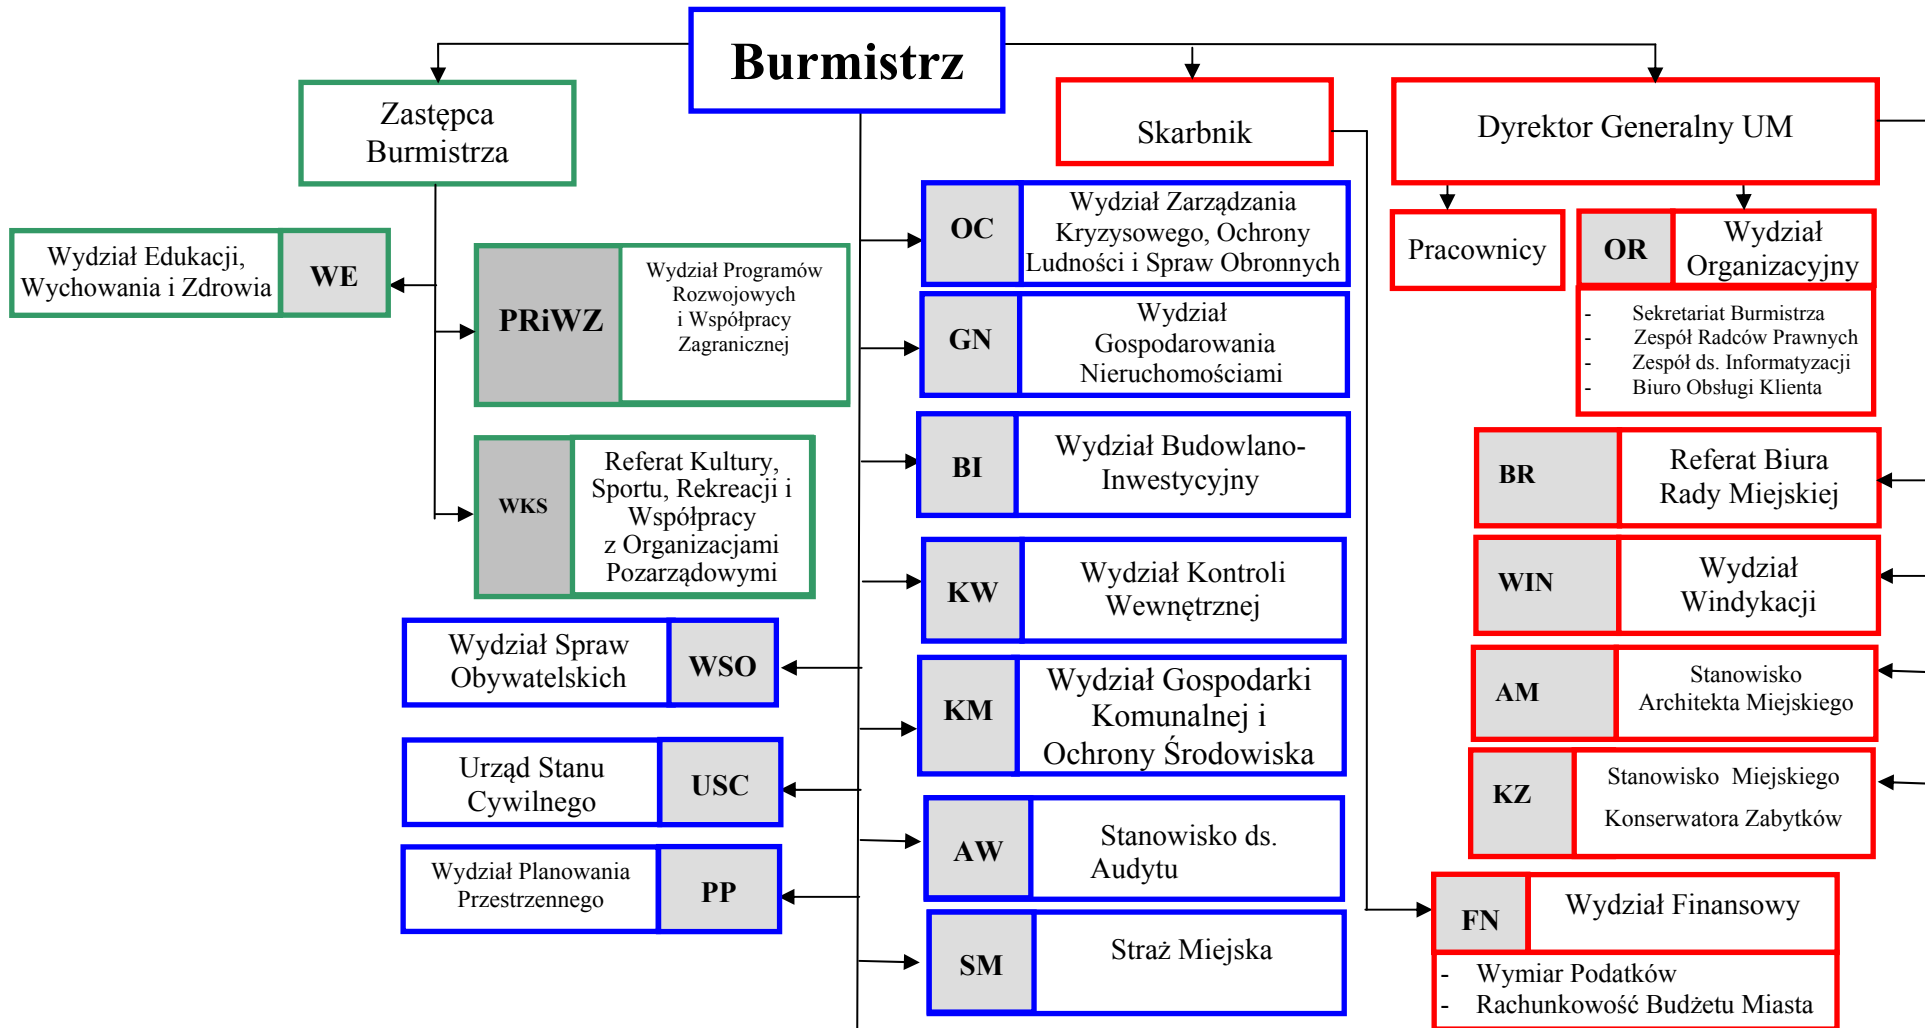 Burmistrz
Zastępca
Burmistrza
Skarbnik
Dyrektor Generalny UM
Wydział Edukacji,
Wychowania i Zdrowia
WE
PRiWZ
Wydział Programów
Rozwojowych
i Współpracy
Zagranicznej
WKS
Referat Kultury,
Sportu, Rekreacji i
Współpracy
z Organizacjami
Pozarządowymi
Wydział Spraw
Obywatelskich
WSO
Urząd Stanu
Cywilnego
USC
Wydział Planowania
Przestrzennego
PP
OC
Wydział Zarządzania
Kryzysowego, Ochrony
Ludności i Spraw Obronnych
GN
Wydział
Gospodarowania
Nieruchomościami
BI
Wydział Budowlano-
Inwestycyjny
KW
Wydział Kontroli
Wewnętrznej
KM
Wydział Gospodarki
Komunalnej i
Ochrony Środowiska
AW
Stanowisko ds.
Audytu
SM
Straż Miejska
Pracownicy
OR
Wydział
Organizacyjny
- Sekretariat Burmistrza
- Zespół Radców Prawnych
- Zespół ds. Informatyzacji
- Biuro Obsługi Klienta
BR
Referat Biura
Rady Miejskiej
WIN
Wydział
Windykacji
AM
Stanowisko
Architekta Miejskiego
KZ
Stanowisko Miejskiego
Konserwatora Zabytków
FN
Wydział Finansowy
- Wymiar Podatków
- Rachunkowość Budżetu Miasta